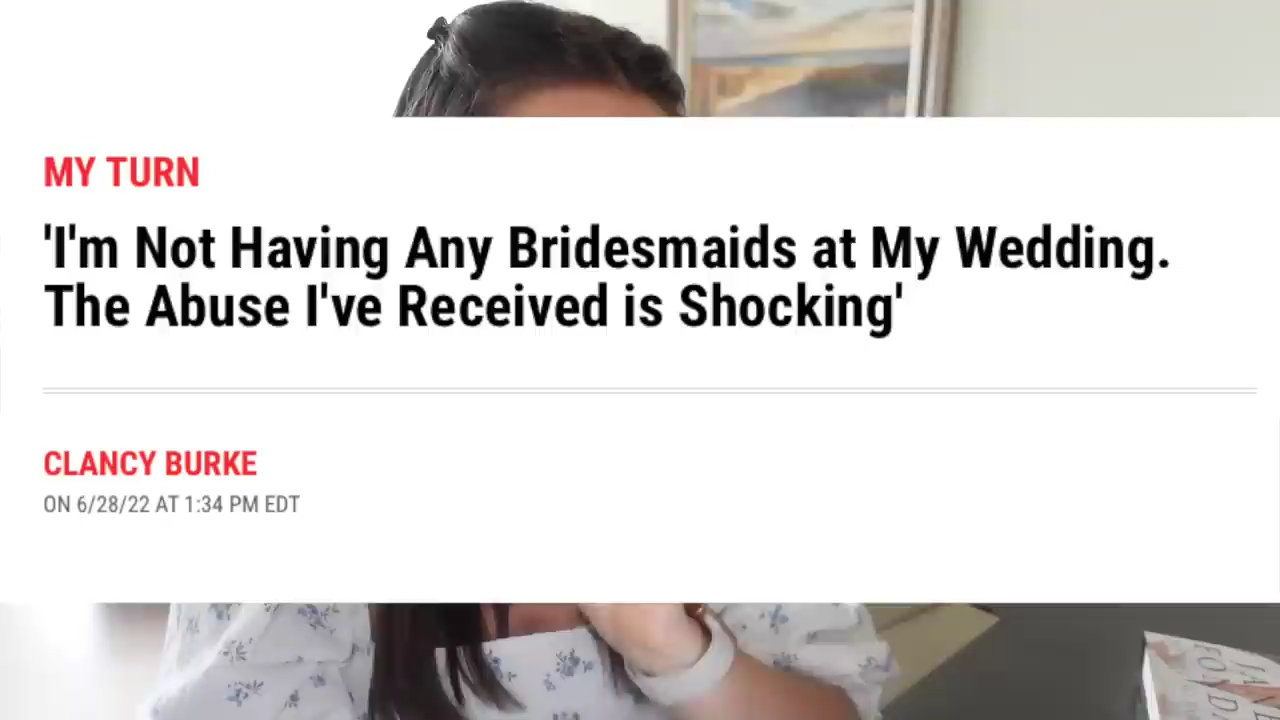 MY TURN
'I'm Not Having Any Bridesmaids at My Wedding.
The Abuse I've Received is Shocking'
CLANCY BURKE
ON 6/28/22 AT 1:34 PM EDT